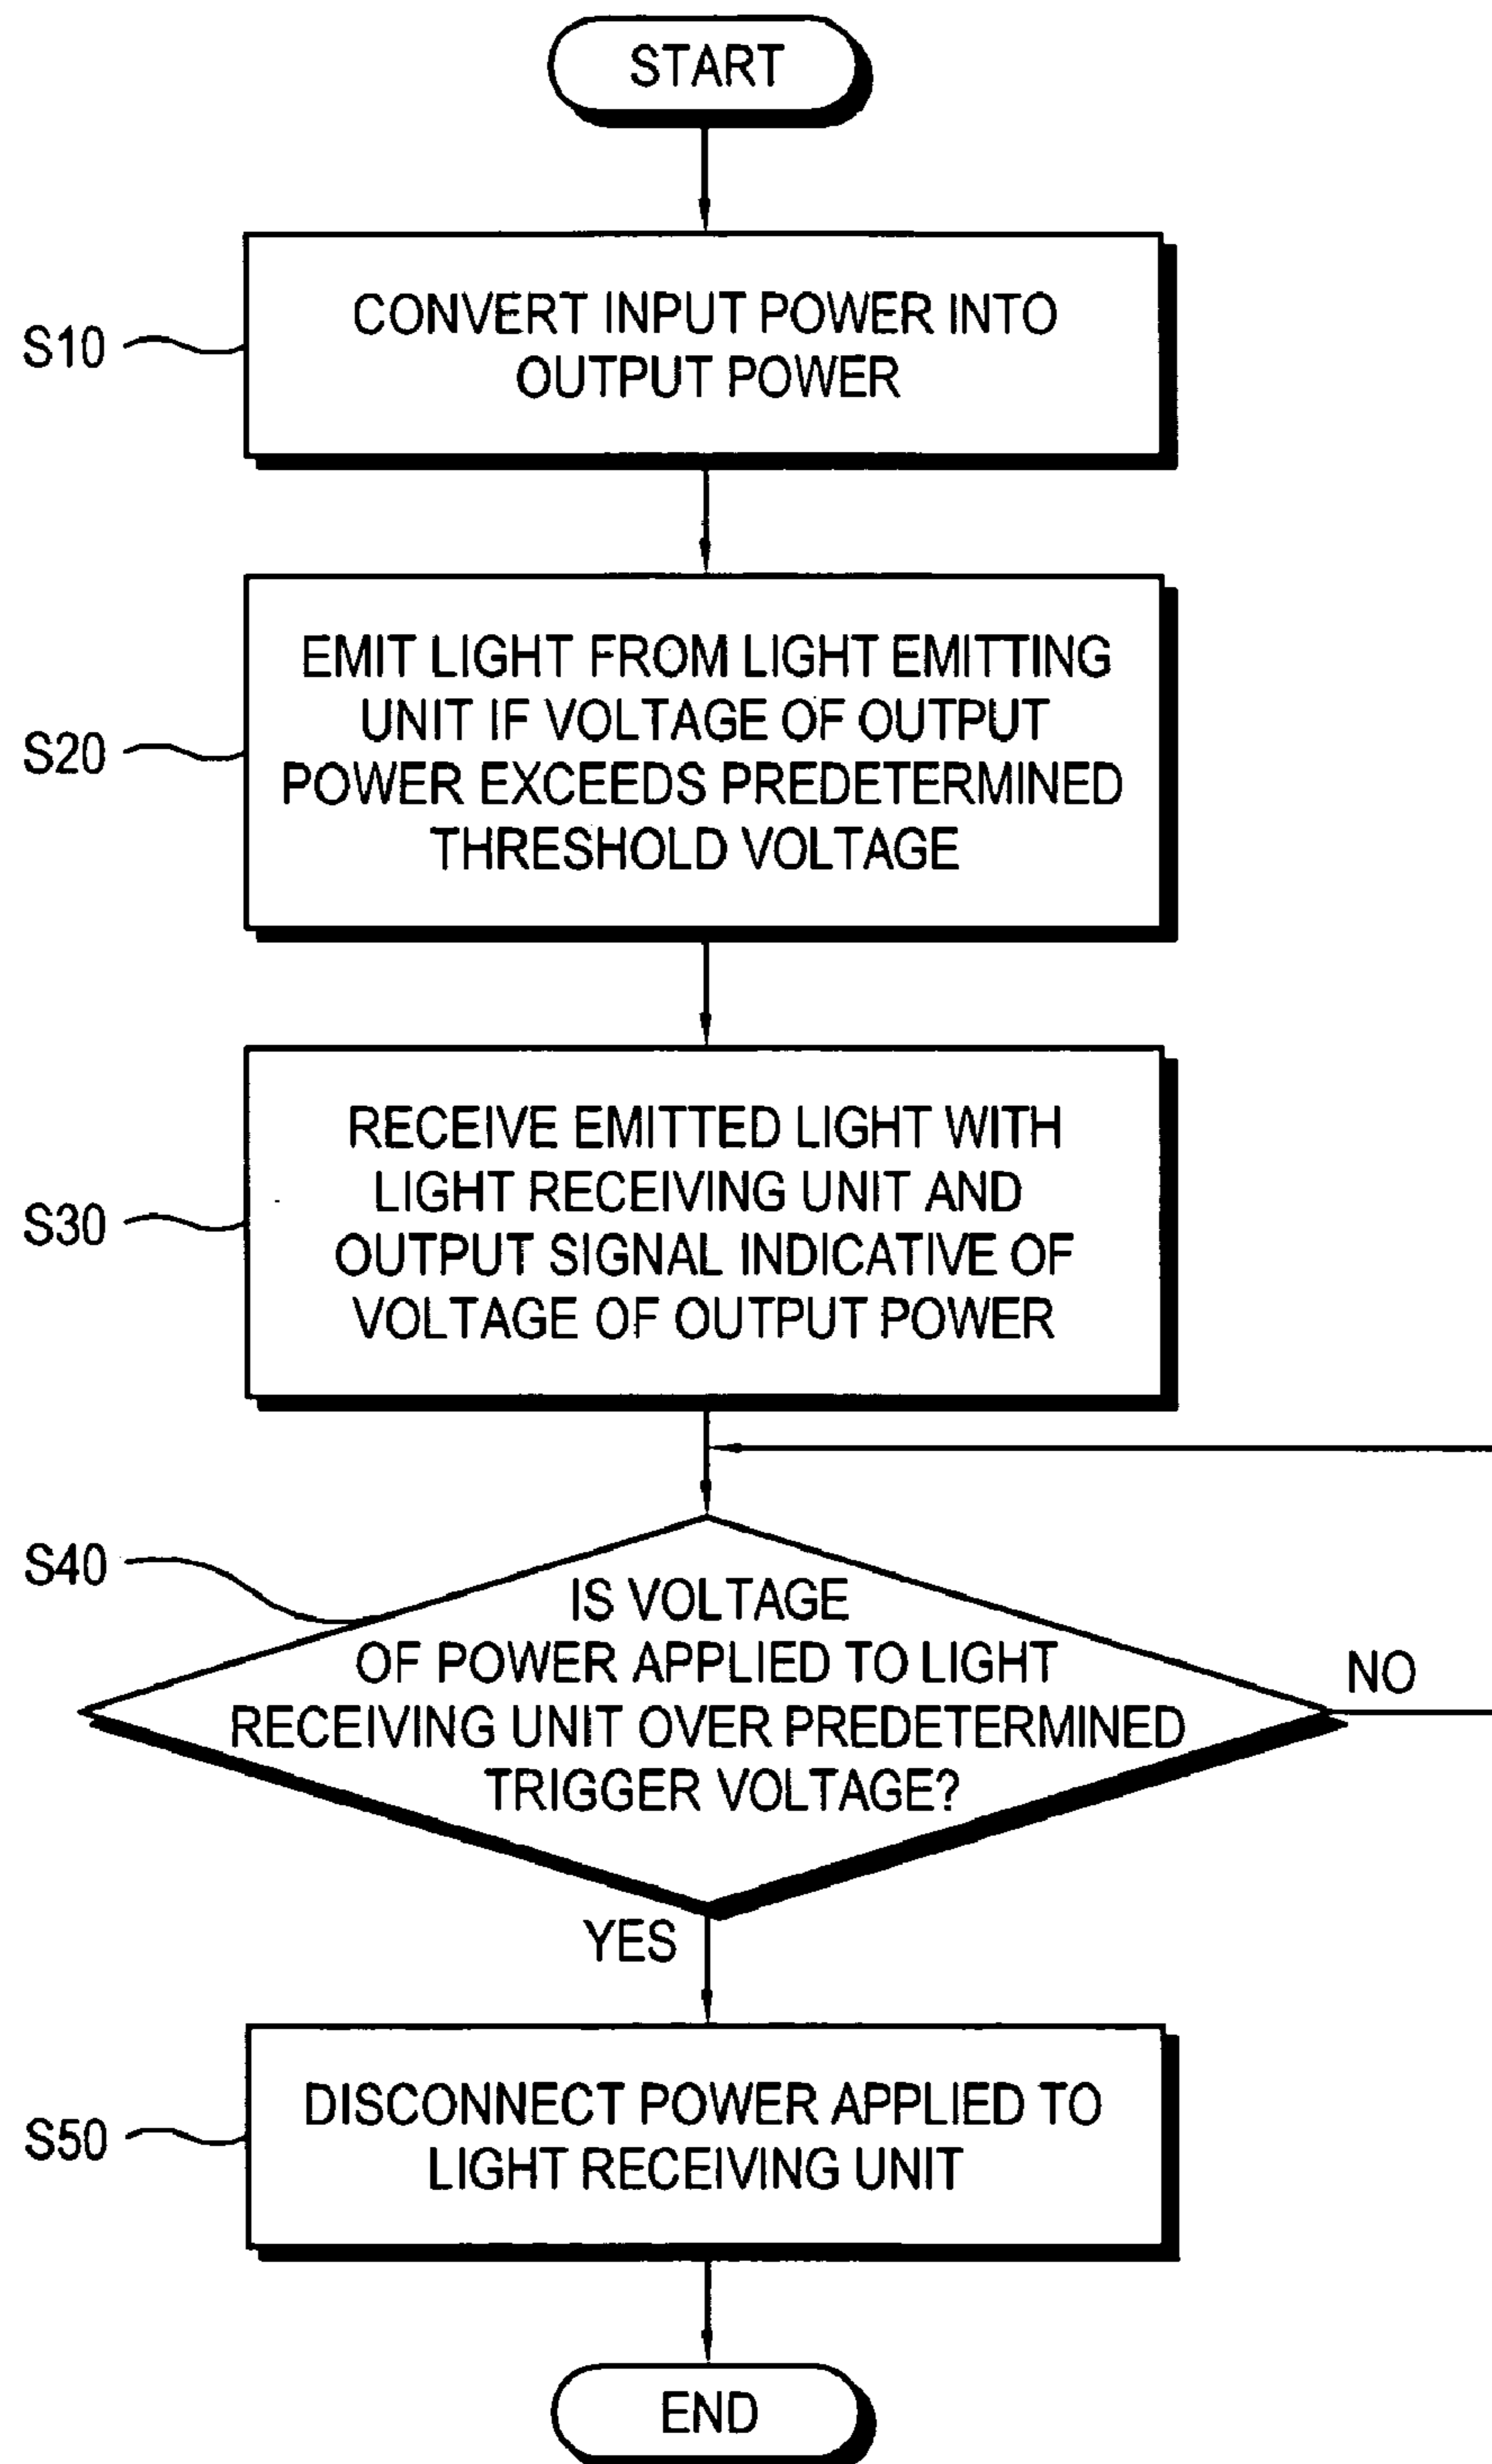 START
S10
CONVERT INPUT POWER INTO
OUTPUT POWER
S20
EMIT LIGHT FROM LIGHT EMITTING
UNIT IF VOLTAGE OF OUTPUT
POWER EXCEEDS PREDETERMINED
THRESHOLD VOLTAGE
S30
RECEIVE EMITTED LIGHT WITH
LIGHT RECEIVING UNIT AND
OUTPUT SIGNAL INDICATIVE OF
VOLTAGE OF OUTPUT POWER
S40
IS VOLTAGE
OF POWER APPLIED TO LIGHT
RECEIVING UNIT OVER PREDETERMINED
TRIGGER VOLTAGE?
NO
YES
S50
DISCONNECT POWER APPLIED TO
LIGHT RECEIVING UNIT
END